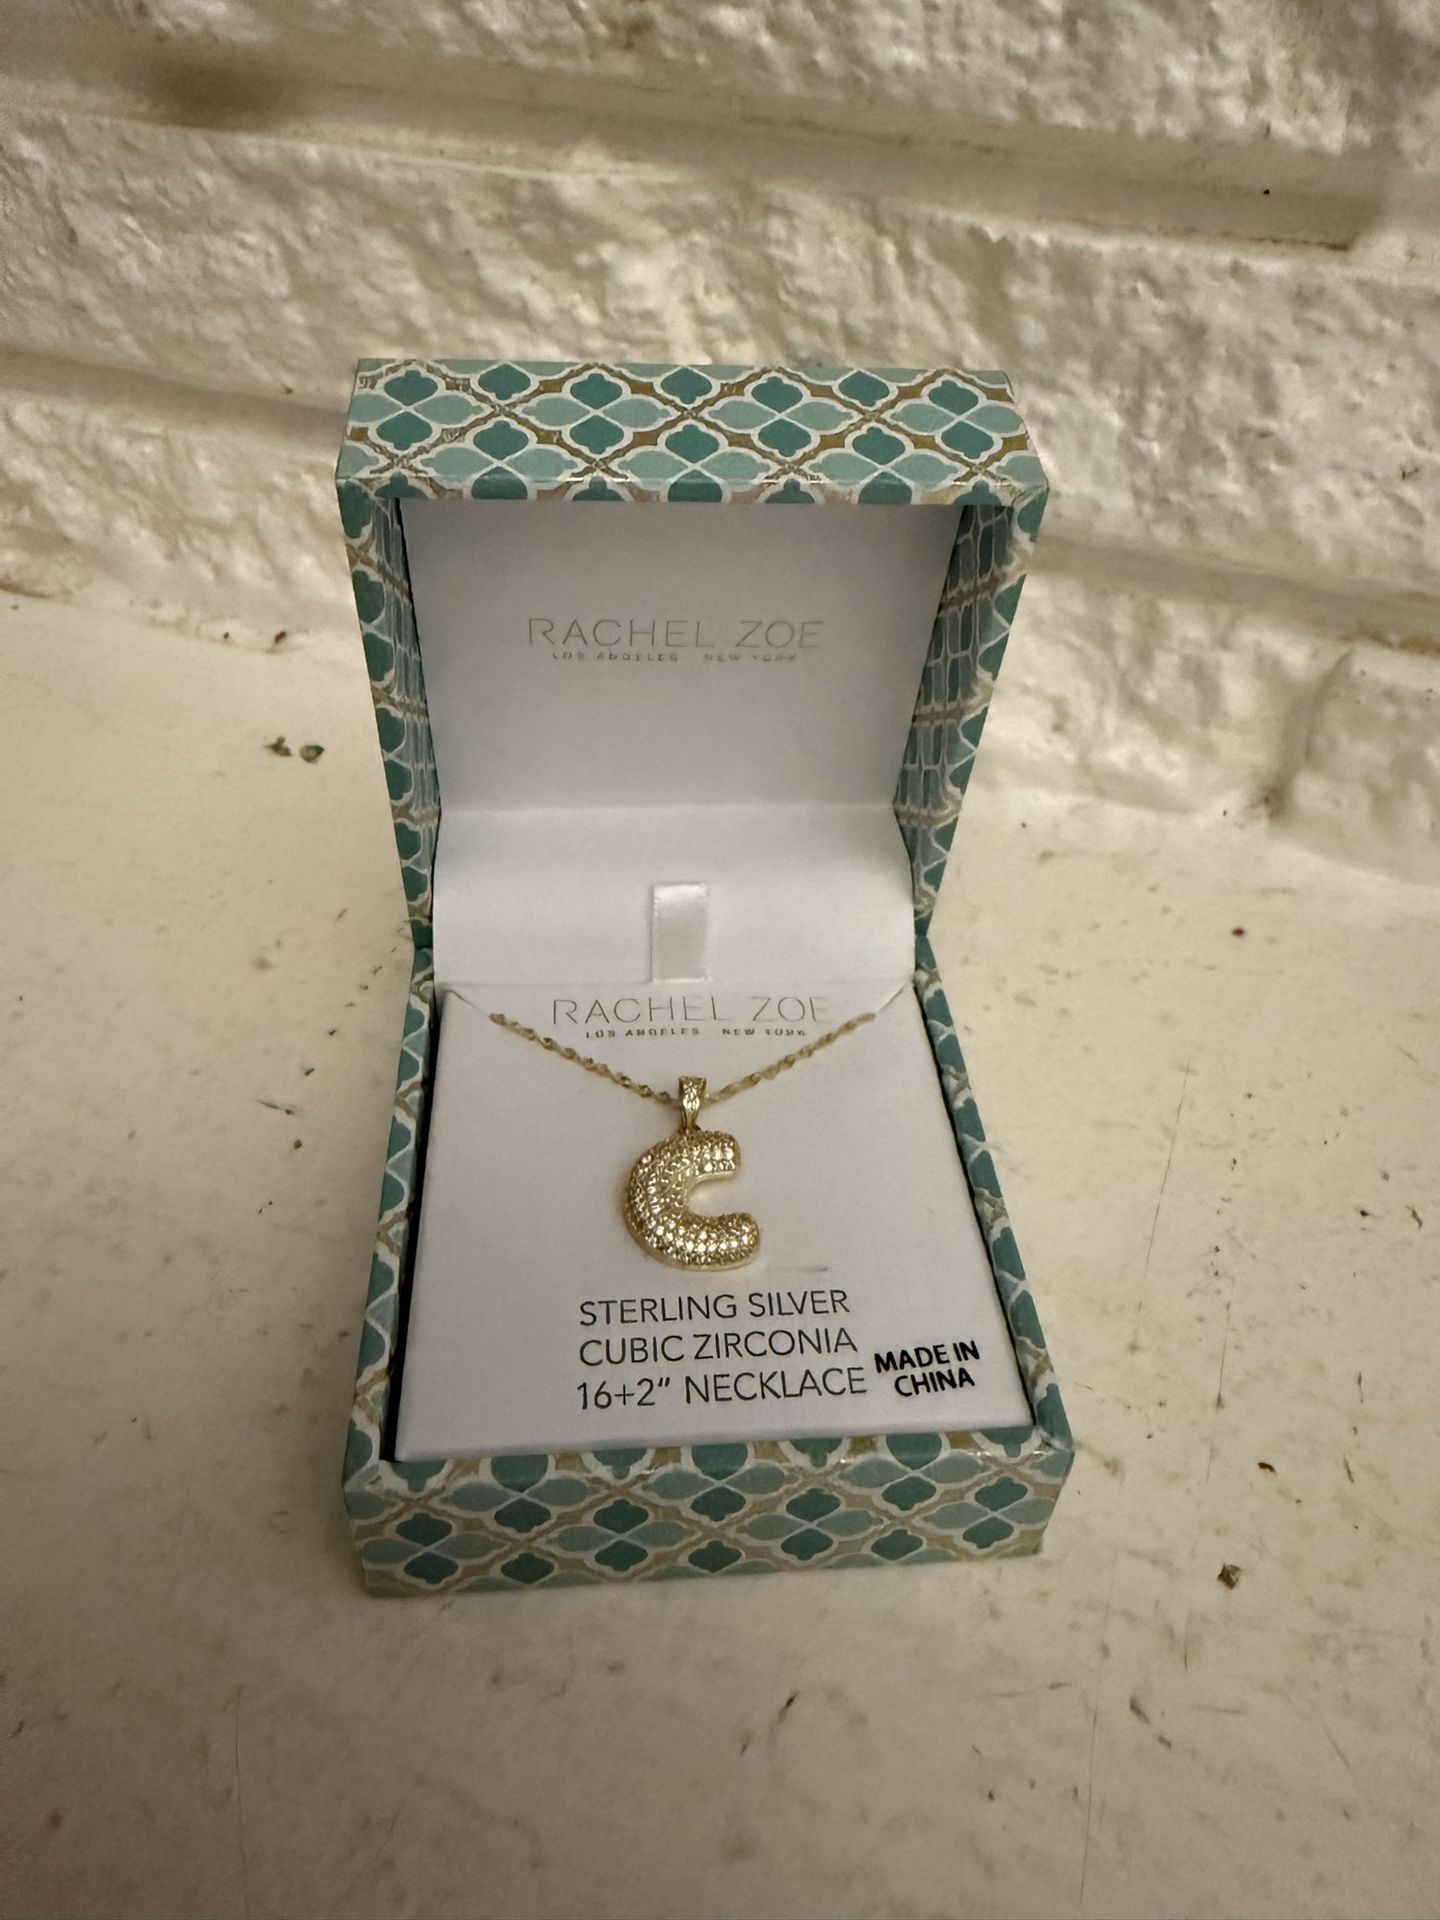 RACHEL ZOE
LOS ANGELES NEW YORK
RACHEL ZOE
LOS ANGELES NEW YORK
C
STERLING SILVER
CUBIC ZIRCONIA
16+2" NECKLACE
MADE IN
CHINA